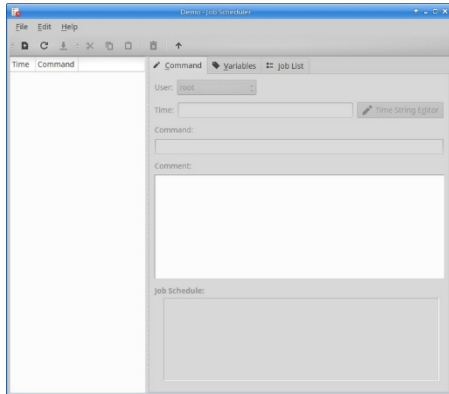 Demo - Job Scheduler
File Edit Help
Time Command
Command Variables Job List
User: root
Time: Time String Editor
Command:
Comment:
Job Schedule: